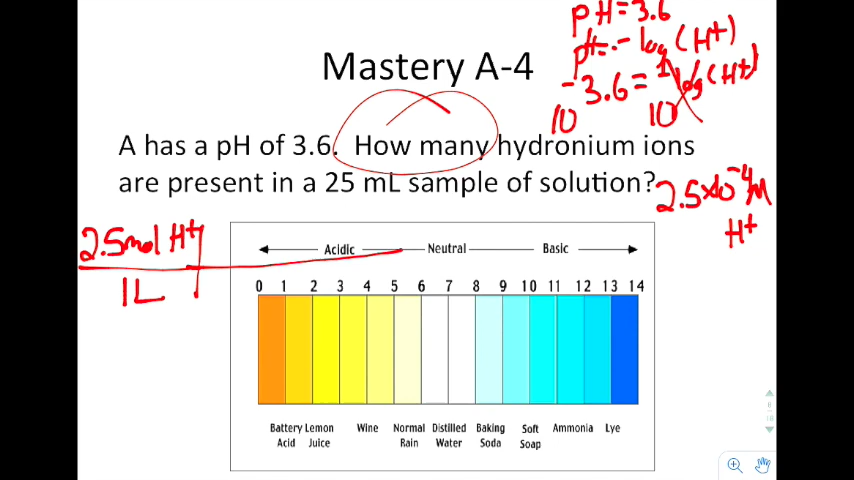 pH=3.6
pH=-log(H+)
Mastery A-4
10 -3.6=10 log(H+)
A has a pH of 3.6. How many hydronium ions
are present in a 25 mL sample of solution?
2.5x10-4M
H+
2.5mol H+
1L
Acidic Neutral Basic
0 1 2 3 4 5 6 7 8 9 10 11 12 13 14
Battery Acid
Lemon Juice
Wine
Normal Rain
Distilled Water
Baking Soda
Soft Soap
Ammonia
Lye